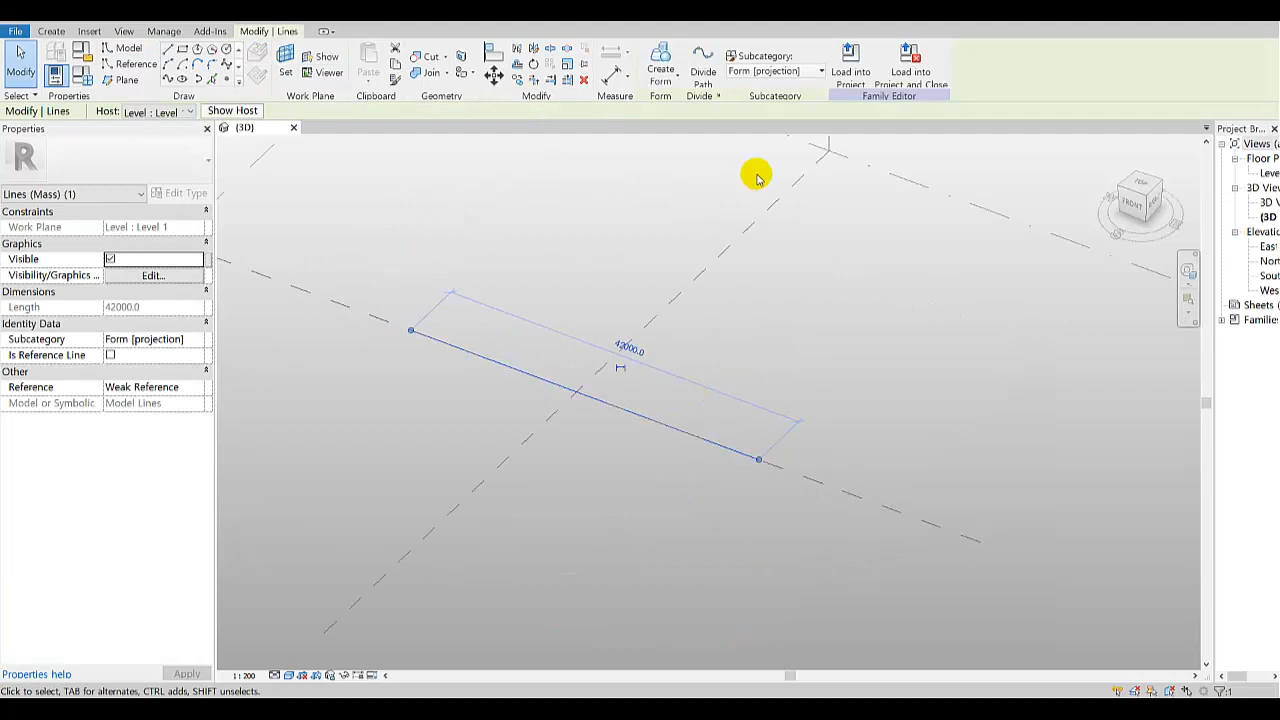 File Create Insert View Manage Add-Ins Modify | Lines
Modify
Select
Properties
Model
Reference
Plane
Draw
Set
Show
Viewer
Work Plane
Paste
Clipboard
Cut
Join
Geometry
Modify
Measure
Create
Form
Form
Divide
Path
Divide
Subcategory:
Form [projection]
Subcategory
Load into
Project
Load into
Project and Close
Family Editor
Modify | Lines Host: Level : Level Show Host
Properties
{3D}
Project Br...
R
Lines (Mass) (1) Edit Type
Constraints
Work Plane Level : Level 1
Graphics
Visible
Visibility/Graphics ... Edit...
Dimensions
Length 42000.0
Identity Data
Subcategory Form [projection]
Is Reference Line
Other
Reference Weak Reference
Model or Symbolic Model Lines
42000.0
TOP
FRONT
Views (a
Floor P
Leve
3D Vi
3D V
(3D
Elevatio
East
Nor
Sou
Wes
Sheets (
Families
Properties help Apply
1 : 200
Click to select, TAB for alternates, CTRL adds, SHIFT unselects.
:1